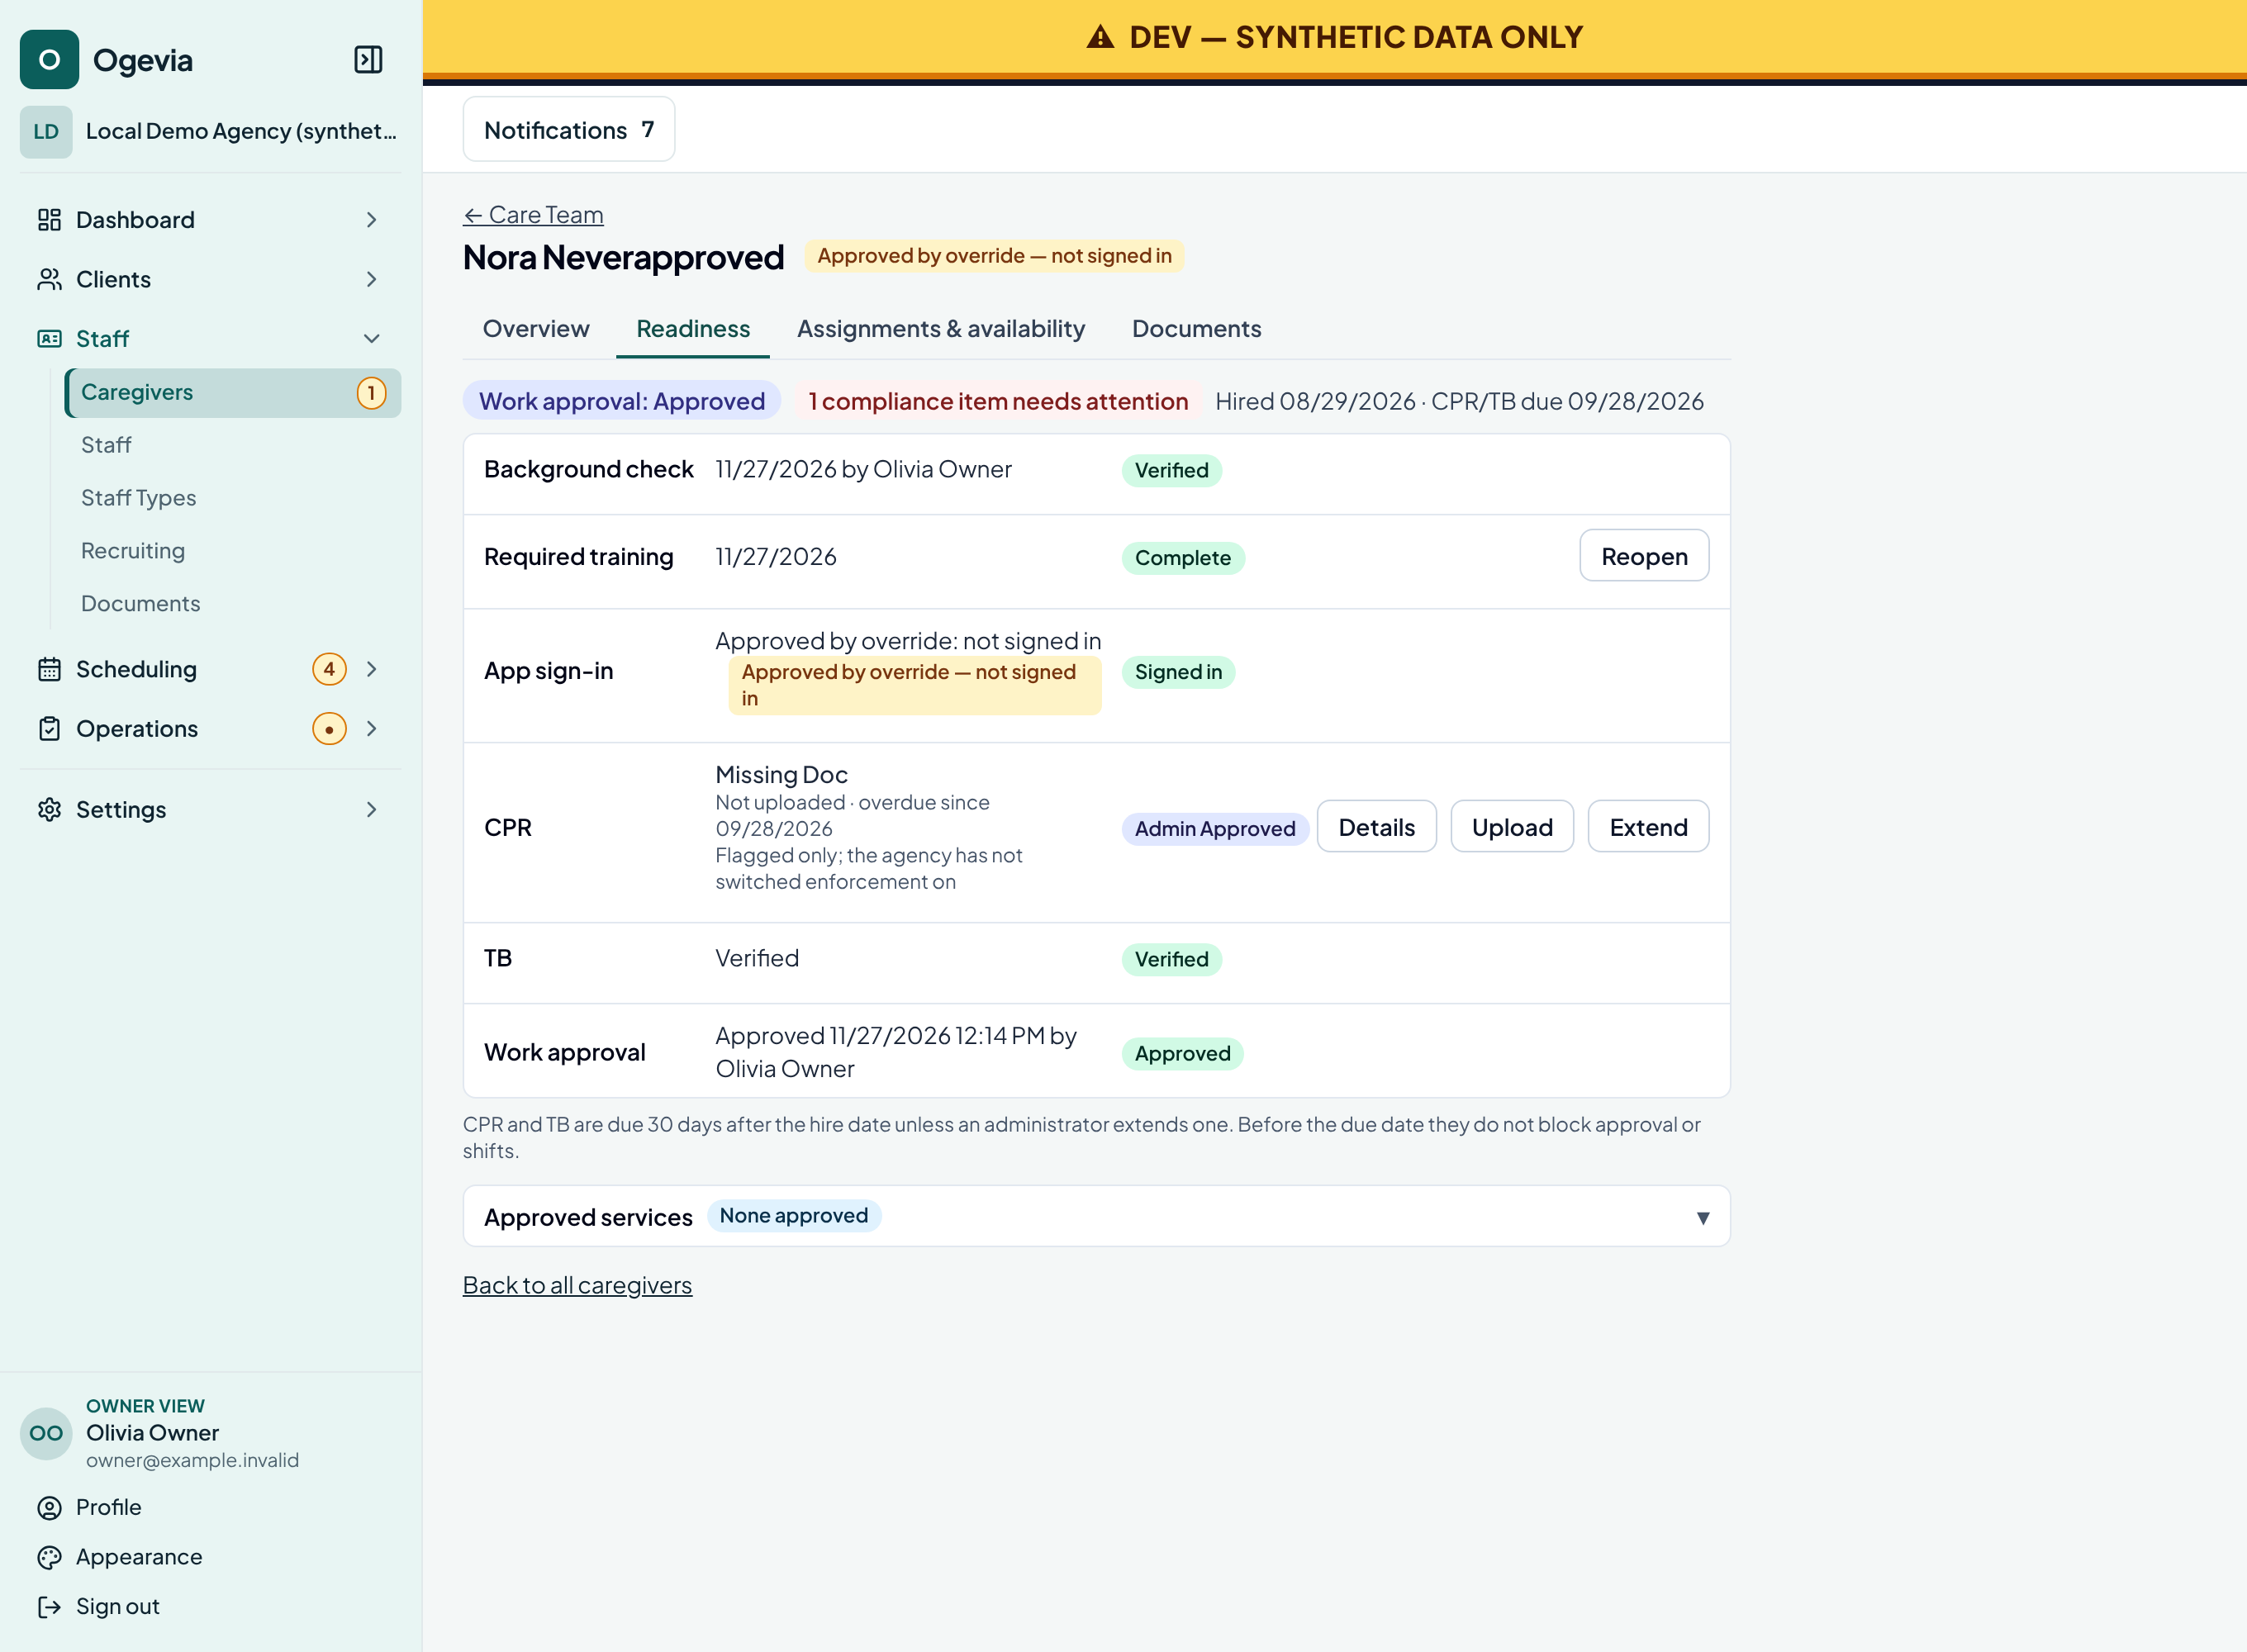 O Ogevia
LD Local Demo Agency (synthet…
Dashboard
Clients
Staff
Caregivers 1
Staff
Staff Types
Recruiting
Documents
Scheduling 4
Operations
Settings
OWNER VIEW
OO Olivia Owner
owner@example.invalid
Profile
Appearance
Sign out
DEV — SYNTHETIC DATA ONLY
Notifications 7
← Care Team
Nora Neverapproved Approved by override — not signed in
Overview Readiness Assignments & availability Documents
Work approval: Approved 1 compliance item needs attention Hired 08/29/2026 · CPR/TB due 09/28/2026
Background check 11/27/2026 by Olivia Owner Verified
Required training 11/27/2026 Complete Reopen
Approved by override: not signed in
App sign-in Approved by override — not signed Signed in
in
Missing Doc
Not uploaded · overdue since
09/28/2026
CPR Admin Approved Details Upload Extend
Flagged only; the agency has not
switched enforcement on
TB Verified Verified
Approved 11/27/2026 12:14 PM by
Work approval Approved
Olivia Owner
CPR and TB are due 30 days after the hire date unless an administrator extends one. Before the due date they do not block approval or
shifts.
Approved services None approved ▼
Back to all caregivers